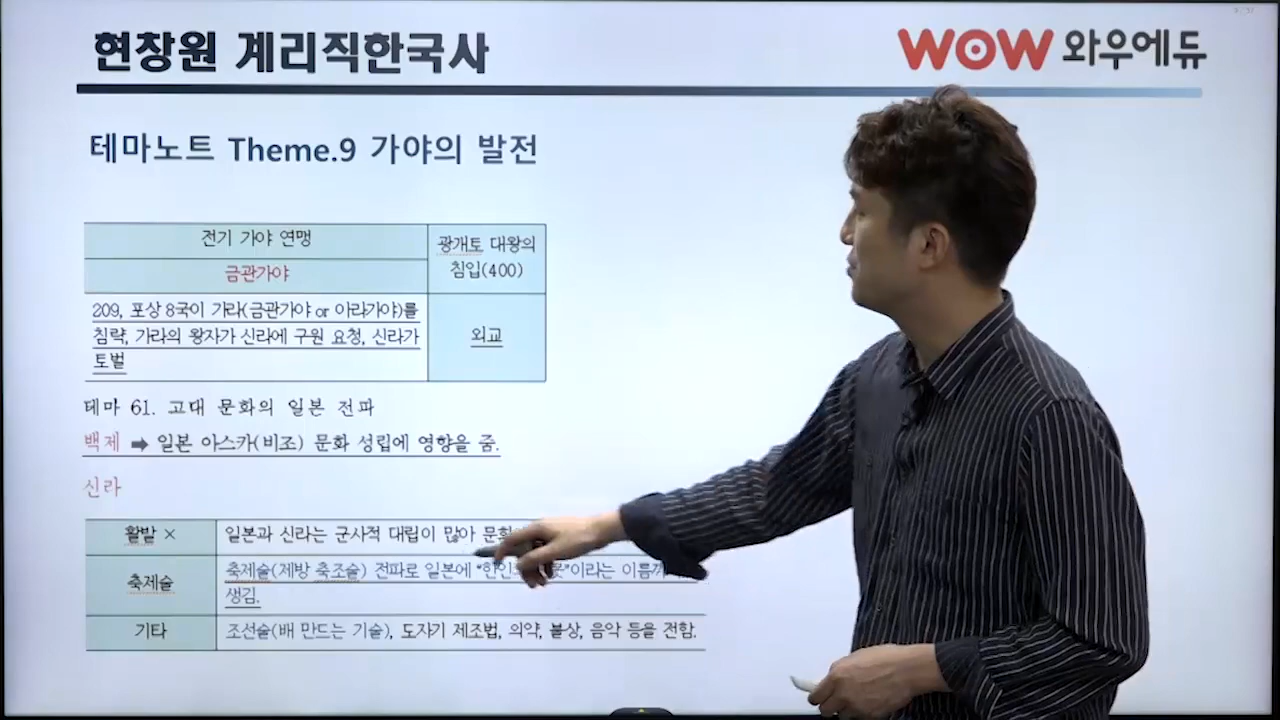 현창원 계리직한국사
WOW 와우에듀
테마노트 Theme.9 가야의 발전
전기 가야 연맹
금관가야
광개토 대왕의
침입(400)
209, 포상 8국이 가라(금관가야 or 아라가야)를
침략, 가라의 왕자가 신라에 구원 요청, 신라가
토벌
외교
테마 61. 고대 문화의 일본 전파
백제 ➡ 일본 아스카(비조) 문화 성립에 영향을 줌.
신라
활발 ×
일본과 신라는 군사적 대립이 많아
축제술
축제술(제방 축조술) 전파로 일본에 “한인의 연못”이라는
생김.
기타
조선술(배 만드는 기술), 도자기 제조법, 의약, 불상, 음악 등을 전함.